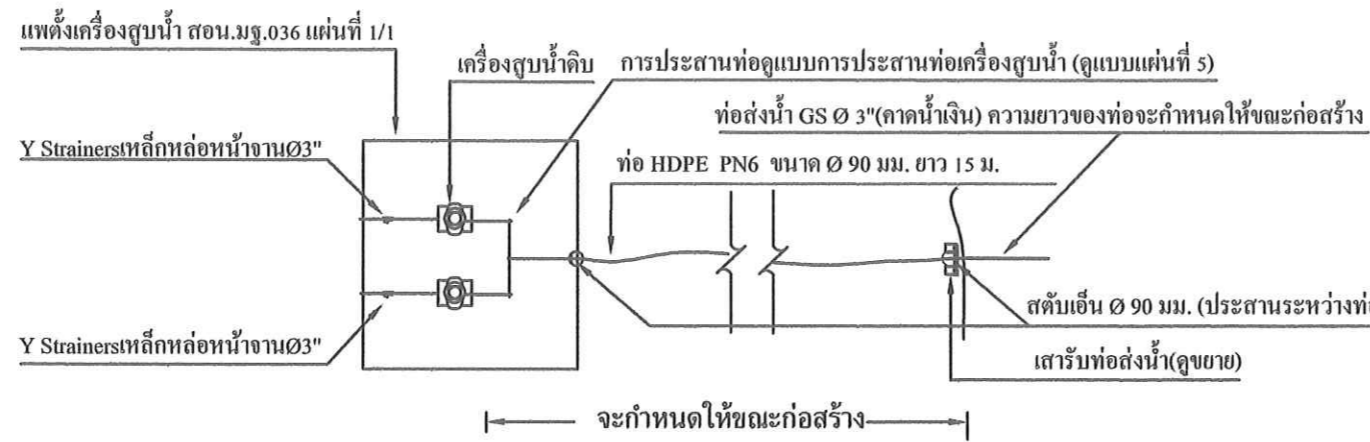 แพตั้งเครื่องสูบน้ำ สอน.มฐ.036 แผ่นที่ 1/1
เครื่องสูบน้ำดิบ
การประสานท่อดูแบบการประสานท่อเครื่องสูบน้ำ (ดูแบบแผ่นที่ 5)
ท่อส่งน้ำ GS Ø 3"(คาดน้ำเงิน) ความยาวของท่อจะกำหนดให้ขณะก่อสร้าง
Y Strainersเหล็กหล่อหน้าจานØ3"
ท่อ HDPE PN6 ขนาด Ø 90 มม. ยาว 15 ม.
สตับเอ็น Ø 90 มม. (ประสานระหว่างท่อ
Y Strainersเหล็กหล่อหน้าจานØ3"
เสารับท่อส่งน้ำ(ดูขยาย)
จะกำหนดให้ขณะก่อสร้าง